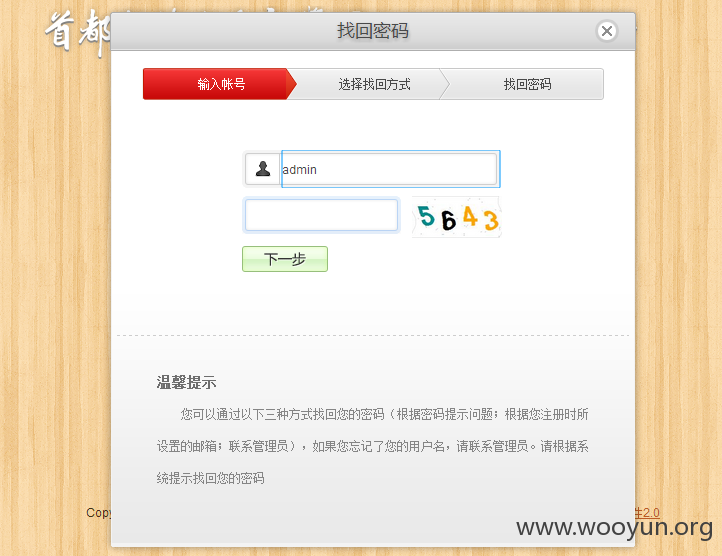 首都
找回密码
输入帐号
选择找回方式
找回密码
admin
5643
下一步
温馨提示
您可以通过以下三种方式找回您的密码（根据密码提示问题；根据您注册时所
设置的邮箱；联系管理员），如果您忘记了您的用户名，请联系管理员。请根据系
统提示找回您的密码
Copy
件2.0
www.wooyun.org